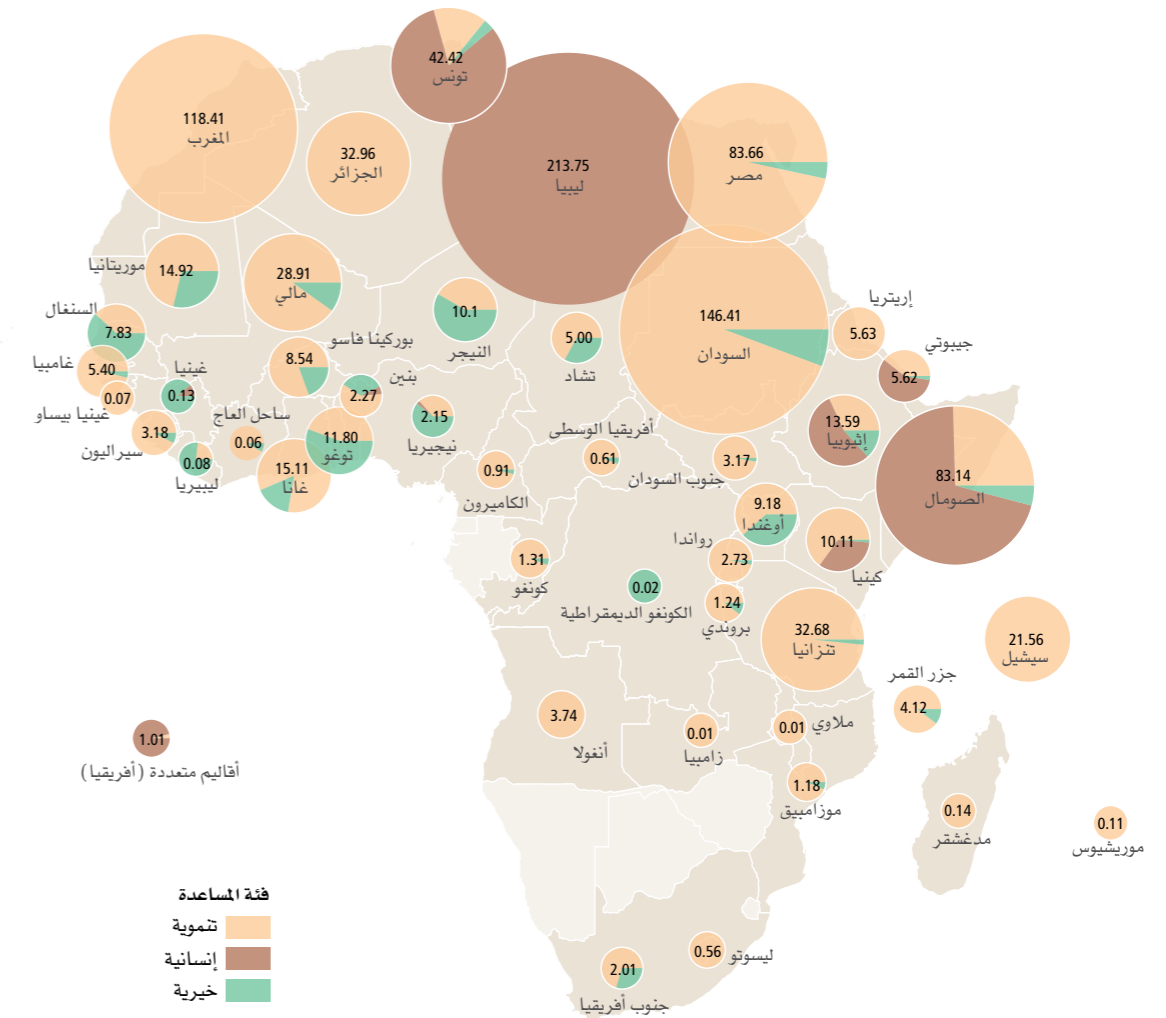 42.42
تونس
118.41
المغرب
32.96
الجزائر
213.75
ليبيا
83.66
مصر
موريتانيا
14.92
28.91
مالي
السنغال
7.83
10.1
النيجر
5.00
تشاد
146.41
السودان
إريتريا
5.63
جيبوتي
5.62
غامبيا
5.40
غينيا
0.13
بوركينا فاسو
8.54
بنين
2.27
0.07
غينيا بيساو
3.18
سيراليون
0.08
ليبيريا
ساحل العاج
0.06
15.11
غانا
11.80
توغو
2.15
نيجيريا
0.91
الكاميرون
أفريقيا الوسطى
0.61
3.17
جنوب السودان
13.59
إثيوبيا
83.14
الصومال
9.18
أوغندا
10.11
كينيا
1.31
كونغو
0.02
الكونغو الديمقراطية
رواندا
2.73
1.24
بروندي
32.68
تنزانيا
21.56
سيشيل
جزر القمر
4.12
3.74
أنغولا
0.01
زامبيا
0.01
ملاوي
1.18
موزامبيق
0.14
مدغشقر
0.11
موريشيوس
1.01
أقاليم متعددة (أفريقيا)
0.56
ليسوتو
2.01
جنوب أفريقيا
فئة المساعدة
تنموية
إنسانية
خيرية